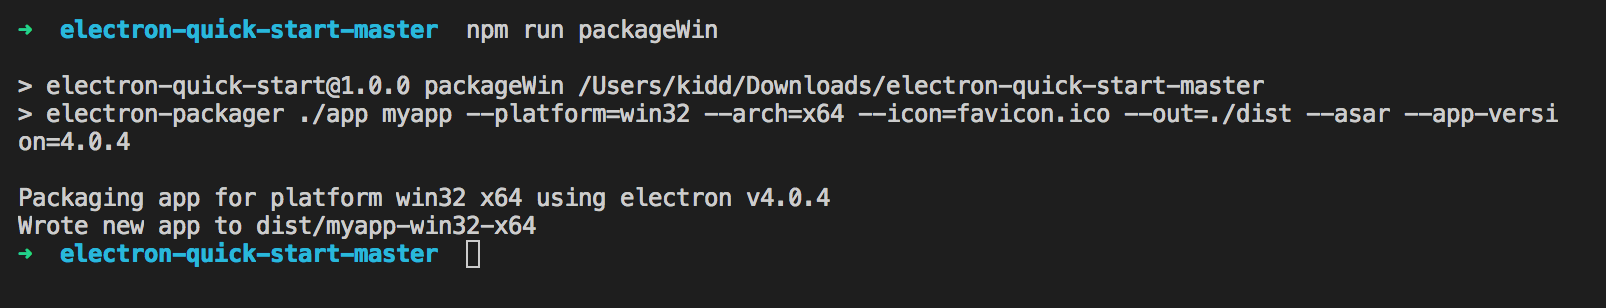 ➜  electron-quick-start-master  npm run packageWin
> electron-quick-start@1.0.0 packageWin /Users/kidd/Downloads/electron-quick-start-master
> electron-packager ./app myapp --platform=win32 --arch=x64 --icon=favicon.ico --out=./dist --asar --app-versi
on=4.0.4
Packaging app for platform win32 x64 using electron v4.0.4
Wrote new app to dist/myapp-win32-x64
➜  electron-quick-start-master